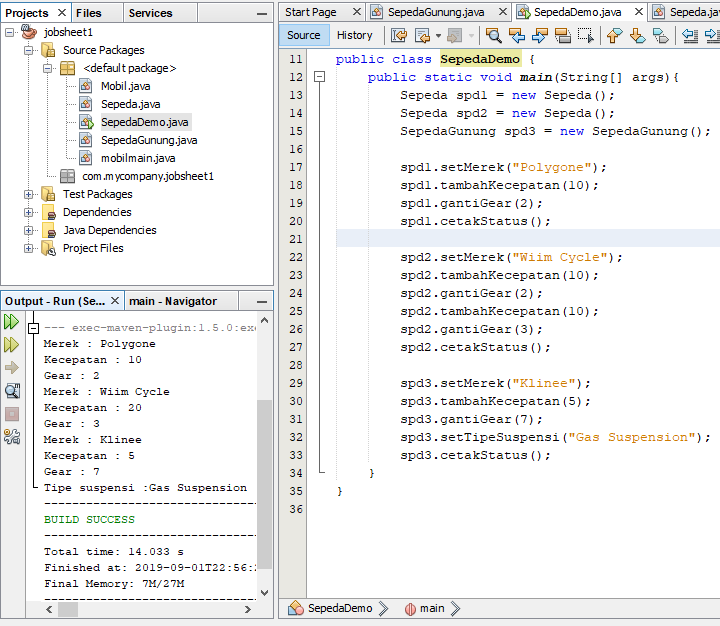 Projects
Files
Services
jobsheet1
Source Packages
<default package>
Mobil.java
Sepeda.java
SepedaDemo.java
SepedaGunung.java
mobilmain.java
com.mycompany.jobsheet1
Test Packages
Dependencies
Java Dependencies
Project Files
Output - Run (Se...
main - Navigator
--- exec-maven-plugin:1.5.0:exe
Merek : Polygone
Kecepatan : 10
Gear : 2
Merek : Wiim Cycle
Kecepatan : 20
Gear : 3
Merek : Klinee
Kecepatan : 5
Gear : 7
Tipe suspensi :Gas Suspension
------------------------------------
BUILD SUCCESS
------------------------------------
Total time: 14.033 s
Finished at: 2019-09-01T22:56:2
Final Memory: 7M/27M
------------------------------------
Start Page
SepedaGunung.java
SepedaDemo.java
Sepeda.jav
Source
History
11 public class SepedaDemo {
12 public static void main(String[] args){
13 Sepeda spd1 = new Sepeda();
14 Sepeda spd2 = new Sepeda();
15 SepedaGunung spd3 = new SepedaGunung();
16
17 spd1.setMerek("Polygone");
18 spd1.tambahKecepatan(10);
19 spd1.gantiGear(2);
20 spd1.cetakStatus();
21
22 spd2.setMerek("Wiim Cycle");
23 spd2.tambahKecepatan(10);
24 spd2.gantiGear(2);
25 spd2.tambahKecepatan(10);
26 spd2.gantiGear(3);
27 spd2.cetakStatus();
28
29 spd3.setMerek("Klinee");
30 spd3.tambahKecepatan(5);
31 spd3.gantiGear(7);
32 spd3.setTipeSuspensi("Gas Suspension");
33 spd3.cetakStatus();
34 }
35 }
36
SepedaDemo
main